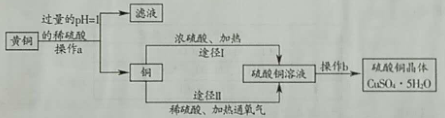 黄铜
过量的pH=1
的稀硫酸
操作a
滤液
铜
浓硫酸、加热
途径I
途径II
稀硫酸、加热通氧气
硫酸铜溶液
操作b
硫酸铜晶体
CuSO₄·5H₂O